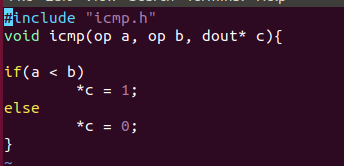 #include "icmp.h"
void icmp(op a, op b, dout* c){

if(a < b)
        *c = 1;
else
        *c = 0;
}
~